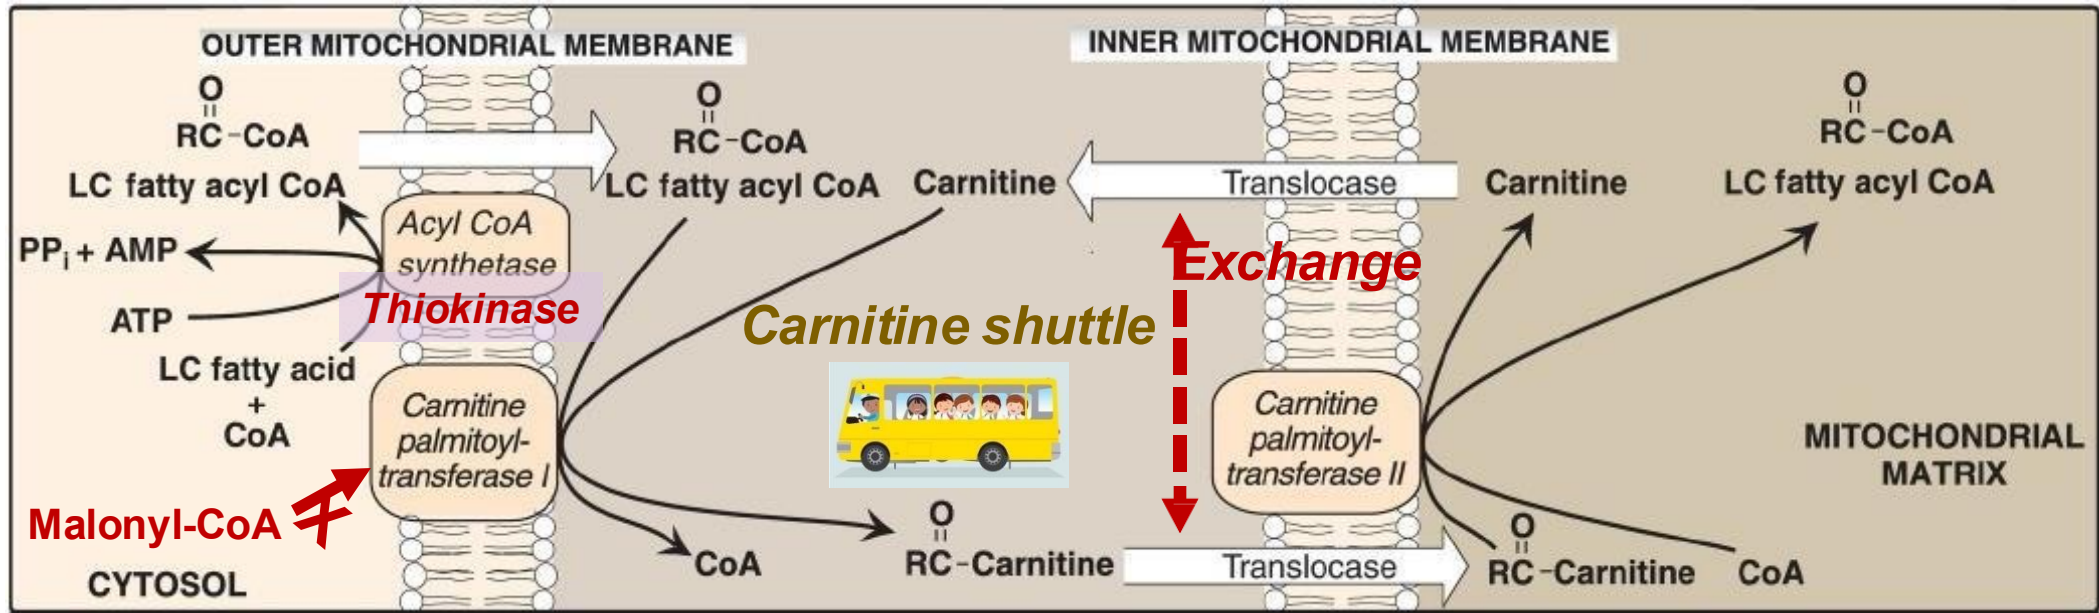 OUTER MITOCHONDRIAL MEMBRANE
INNER MITOCHONDRIAL MEMBRANE
O
RC-CoA
LC fatty acyl CoA
PPi + AMP
ATP
LC fatty acid
+
CoA
Malonyl-CoA
CYTOSOL
Acyl CoA
synthetase
Thiokinase
Carnitine
palmitoyl-
transferase I
O
RC-CoA
LC fatty acyl CoA
Carnitine
Carnitine shuttle
CoA
O
RC-Carnitine
Translocase
Exchange
Carnitine
palmitoyl-
transferase II
Translocase
Carnitine
O
RC-CoA
LC fatty acyl CoA
MITOCHONDRIAL
MATRIX
O
RC-Carnitine
CoA